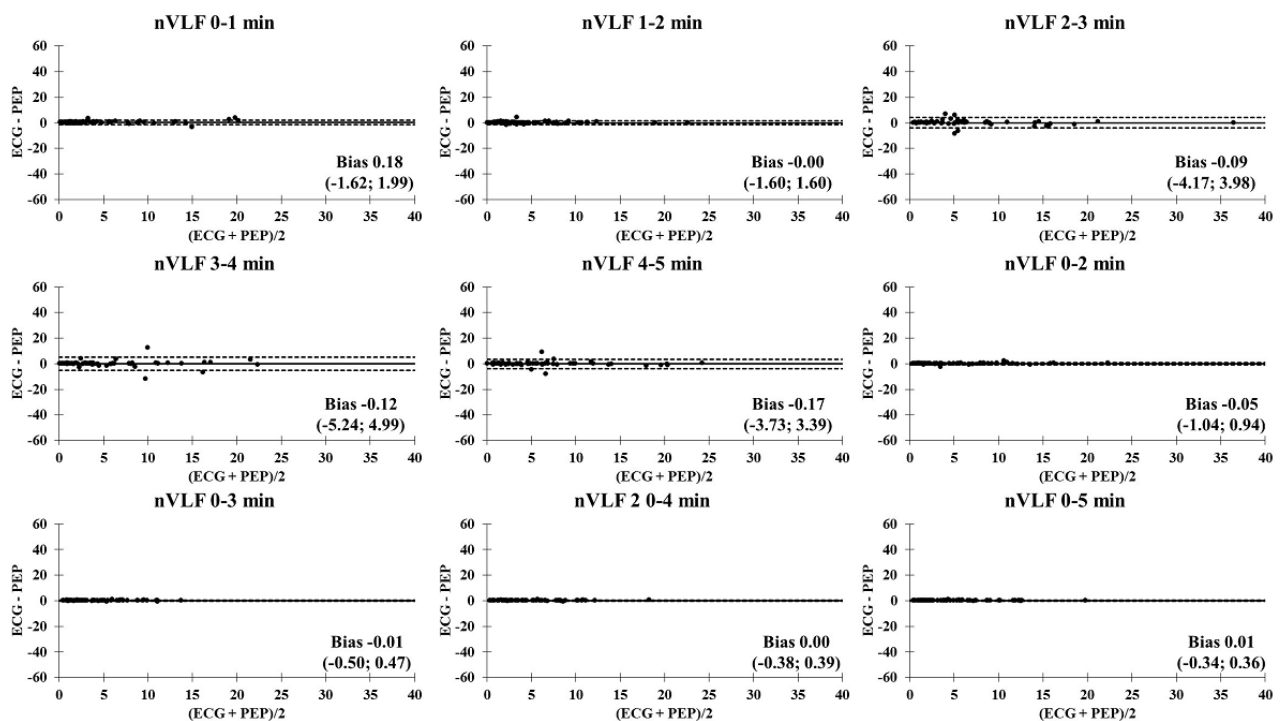 nVLF 0-1 min
60
40
20
0
-20
-40
-60
ECG - PEP
Bias 0.18
(-1.62; 1.99)
0 5 10 15 20 25 30 35 40
(ECG + PEP)/2
nVLF 1-2 min
60
40
20
0
-20
-40
-60
ECG - PEP
Bias -0.00
(-1.60; 1.60)
0 5 10 15 20 25 30 35 40
(ECG + PEP)/2
nVLF 2-3 min
60
40
20
0
-20
-40
-60
ECG - PEP
Bias -0.09
(-4.17; 3.98)
0 5 10 15 20 25 30 35 40
(ECG + PEP)/2
nVLF 3-4 min
60
40
20
0
-20
-40
-60
ECG - PEP
Bias -0.12
(-5.24; 4.99)
0 5 10 15 20 25 30 35 40
(ECG + PEP)/2
nVLF 4-5 min
60
40
20
0
-20
-40
-60
ECG - PEP
Bias -0.17
(-3.73; 3.39)
0 5 10 15 20 25 30 35 40
(ECG + PEP)/2
nVLF 0-2 min
60
40
20
0
-20
-40
-60
ECG - PEP
Bias -0.05
(-1.04; 0.94)
0 5 10 15 20 25 30 35 40
(ECG + PEP)/2
nVLF 0-3 min
60
40
20
0
-20
-40
-60
ECG - PEP
Bias -0.01
(-0.50; 0.47)
0 5 10 15 20 25 30 35 40
(ECG + PEP)/2
nVLF 2 0-4 min
60
40
20
0
-20
-40
-60
ECG - PEP
Bias 0.00
(-0.38; 0.39)
0 5 10 15 20 25 30 35 40
(ECG + PEP)/2
nVLF 0-5 min
60
40
20
0
-20
-40
-60
ECG - PEP
Bias 0.01
(-0.34; 0.36)
0 5 10 15 20 25 30 35 40
(ECG + PEP)/2